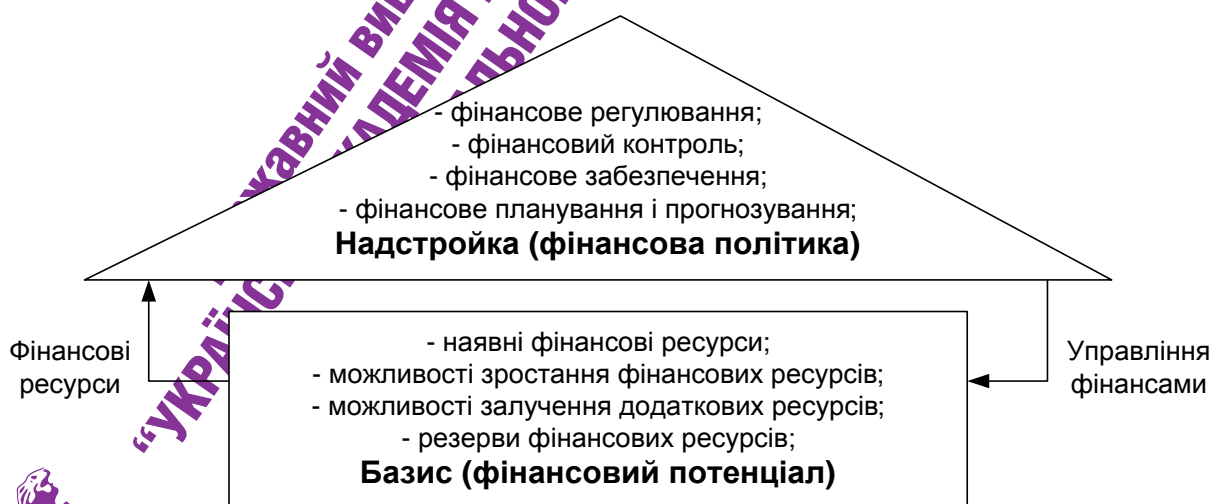 - фінансове регулювання;
- фінансовий контроль;
- фінансове забезпечення;
- фінансове планування і прогнозування;
Надстройка (фінансова політика)
Фінансові
ресурси
- наявні фінансові ресурси;
- можливості зростання фінансових ресурсів;
- можливості залучення додаткових ресурсів;
- резерви фінансових ресурсів;
Базис (фінансовий потенціал)
Управління
фінансами